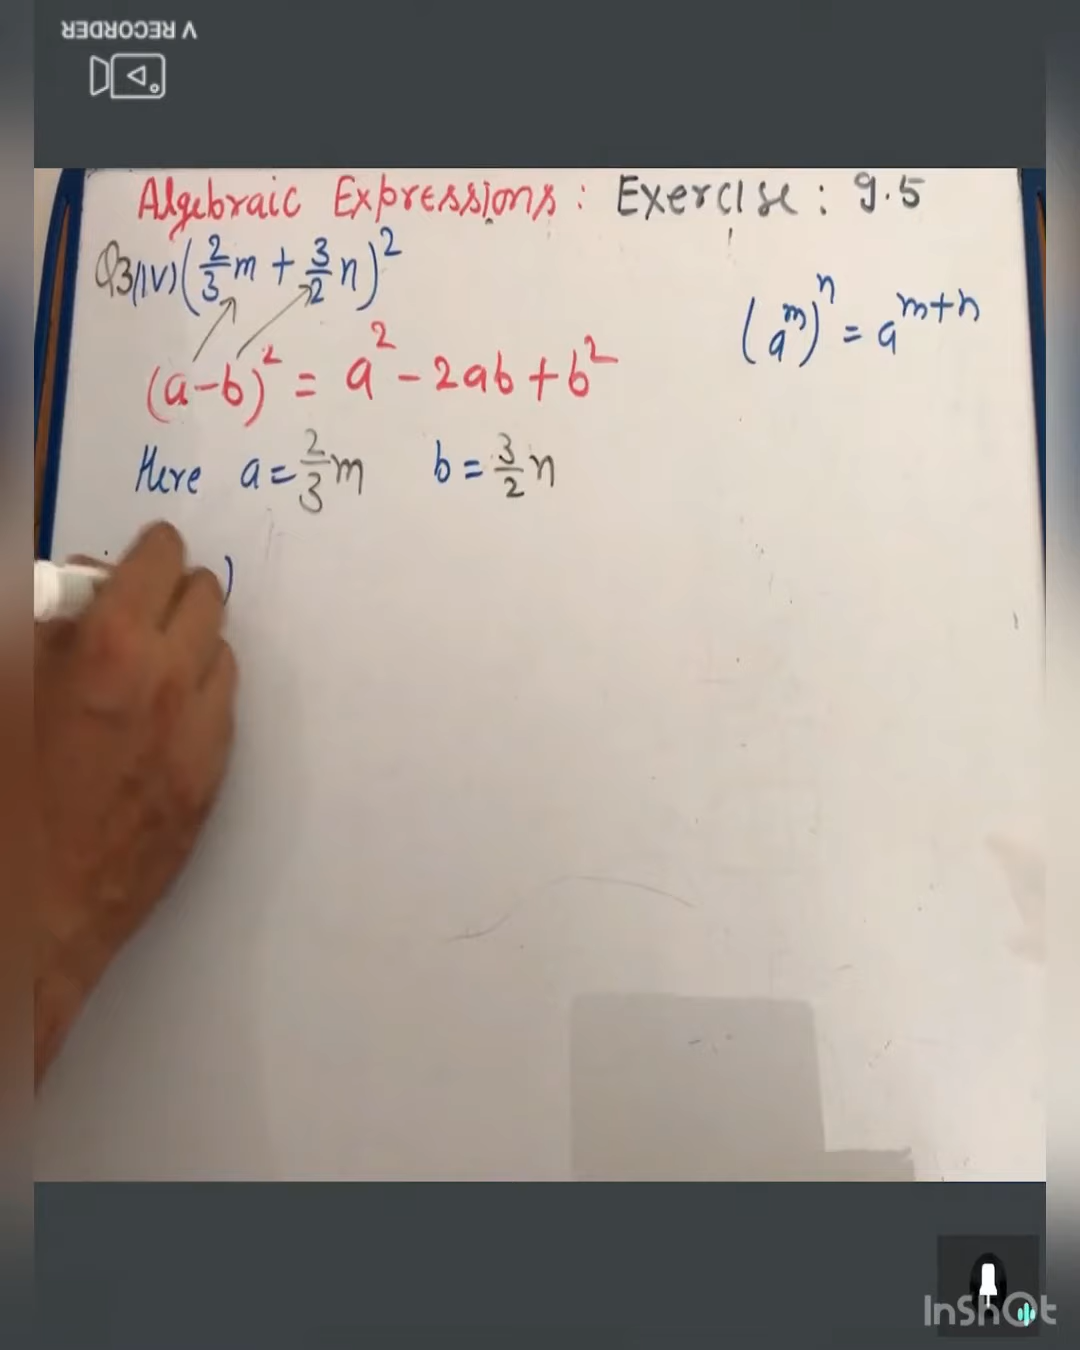 V RECORDER
Algebraic Expressions : Exercise : 9.5
Q3(IV) (2/3 m + 3/2 n)^2
(a^m)^n = a^m+n
(a-b)^2 = a^2 - 2ab + b^2
Here a = 2/3 m b = 3/2 n
)
InShOt